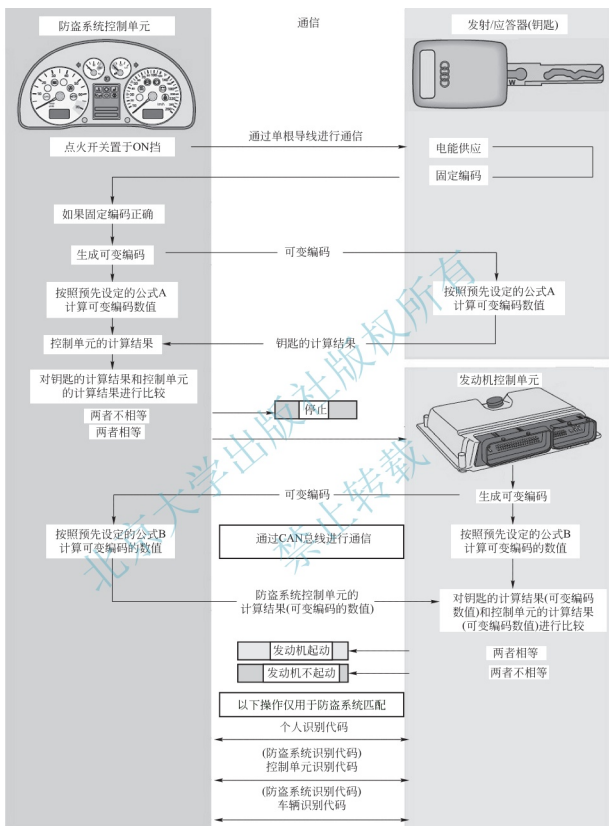 防盗系统控制单元
通信
发射/应答器(钥匙)
点火开关置于ON挡
通过单根导线进行通信
电能供应
固定编码
如果固定编码正确
生成可变编码
可变编码
按照预先设定的公式A
计算可变编码数值
按照预先设定的公式A
计算可变编码数值
控制单元的计算结果
钥匙的计算结果
对钥匙的计算结果和控制单元
的计算结果进行比较
发动机控制单元
两者不相等
停止
两者相等
可变编码
生成可变编码
按照预先设定的公式B
计算可变编码的数值
通过CAN总线进行通信
按照预先设定的公式B
计算可变编码的数值
防盗系统控制单元的
计算结果(可变编码的数值)
对钥匙的计算结果(可变编码
数值)和控制单元的计算结果
(可变编码数值)进行比较
发动机起动
两者相等
发动机不起动
两者不相等
以下操作仅用于防盗系统匹配
个人识别代码
(防盗系统识别代码)
控制单元识别代码
(防盗系统识别代码)
车辆识别代码
北京大学出版社版权所有
禁止转载